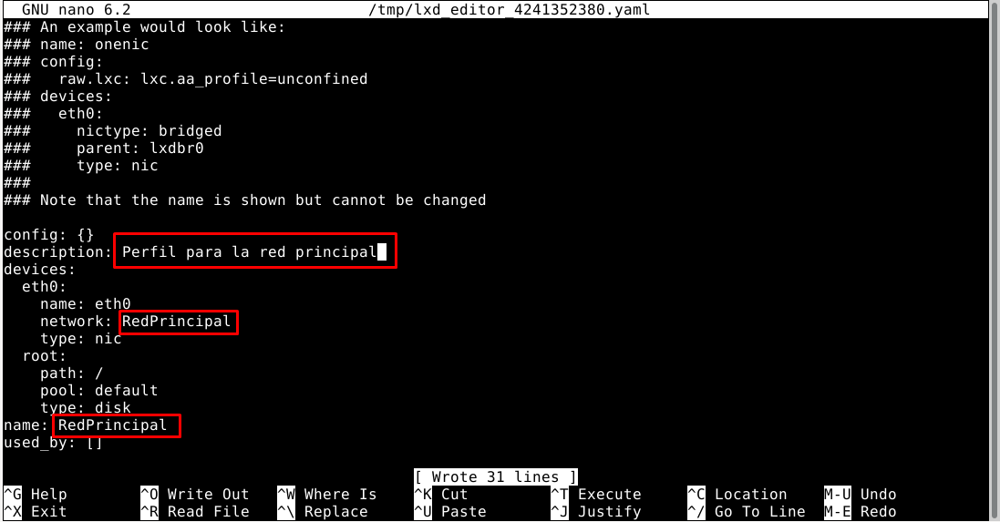 GNU nano 6.2 /tmp/lxd_editor_4241352380.yaml
### An example would look like:
### name: onenic
### config:
###   raw.lxc: lxc.aa_profile=unconfined
### devices:
###   eth0:
###     nictype: bridged
###     parent: lxdbr0
###     type: nic
###
### Note that the name is shown but cannot be changed
config: {}
description: Perfil para la red principal
devices:
  eth0:
    name: eth0
    network: RedPrincipal
    type: nic
  root:
    path: /
    pool: default
    type: disk
name: RedPrincipal
used_by: []
[ Wrote 31 lines ]
^G Help ^O Write Out ^W Where Is ^K Cut ^T Execute ^C Location M-U Undo
^X Exit ^R Read File ^\ Replace ^U Paste ^J Justify ^/ Go To Line M-E Redo